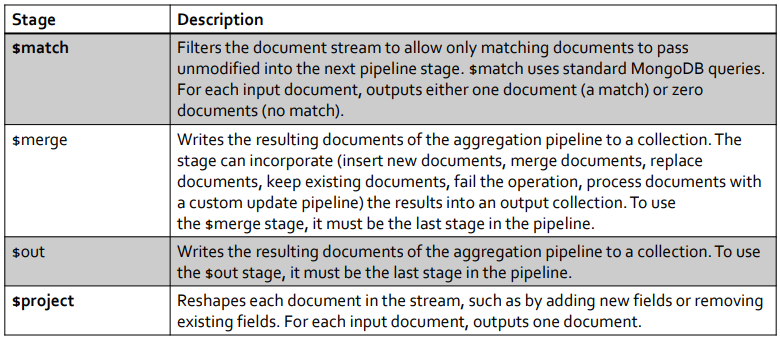 Stage Description
$match Filters the document stream to allow only matching documents to pass
unmodified into the next pipeline stage. $match uses standard MongoDB queries.
For each input document, outputs either one document (a match) or zero
documents (no match).
$merge Writes the resulting documents of the aggregation pipeline to a collection. The
stage can incorporate (insert new documents, merge documents, replace
documents, keep existing documents, fail the operation, process documents with
a custom update pipeline) the results into an output collection. To use
the $merge stage, it must be the last stage in the pipeline.
$out Writes the resulting documents of the aggregation pipeline to a collection. To use
the $out stage, it must be the last stage in the pipeline.
$project Reshapes each document in the stream, such as by adding new fields or removing
existing fields. For each input document, outputs one document.